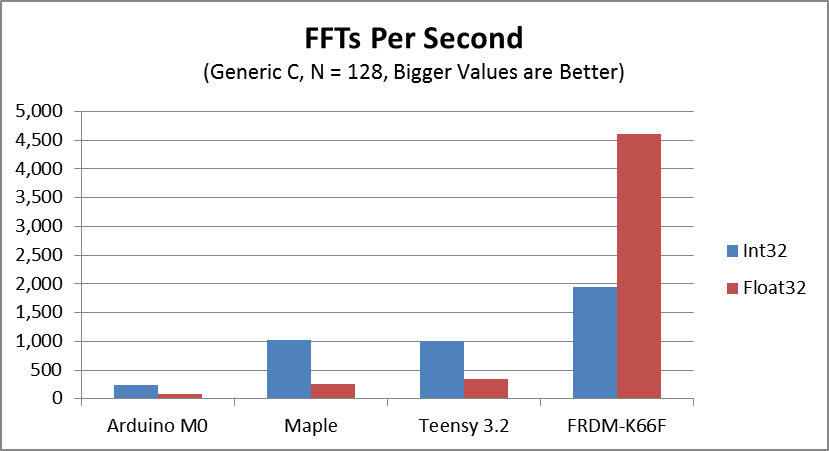 FFTs Per Second
(Generic C, N = 128, Bigger Values are Better)
5,000
4,500
4,000
3,500
3,000
2,500
2,000
1,500
1,000
500
0
Arduino M0 Maple Teensy 3.2 FRDM-K66F
Int32
Float32